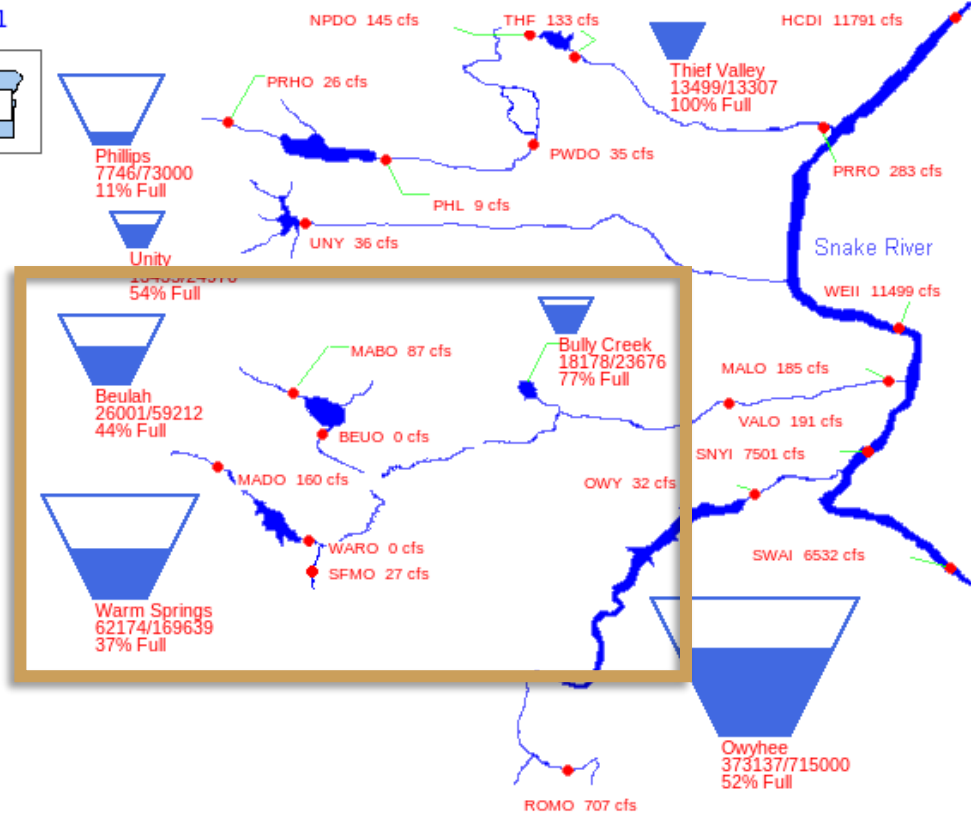 NPDO 145 cfs
THF 133 cfs
HCDI 11791 cfs
Thief Valley
13499/13307
100% Full
PRHO 26 cfs
Phillips
7746/73000
11% Full
PWDO 35 cfs
PRRO 283 cfs
PHL 9 cfs
UNY 36 cfs
Snake River
Unity
54% Full
WEII 11499 cfs
Bully Creek
18178/23676
77% Full
MABO 87 cfs
MALO 185 cfs
Beulah
26001/59212
44% Full
VALO 191 cfs
BEUO 0 cfs
SNYI 7501 cfs
MADO 160 cfs
OWY 32 cfs
WARO 0 cfs
SFMO 27 cfs
SWAI 6532 cfs
Warm Springs
62174/169639
37% Full
Owyhee
373137/715000
52% Full
ROMO 707 cfs